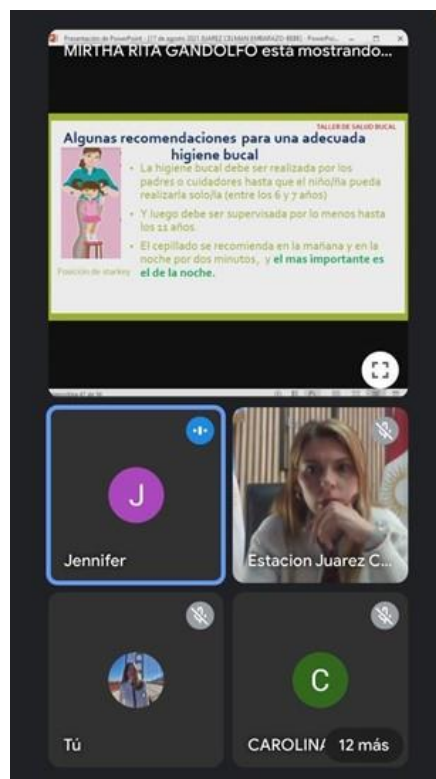 MIRTHA RITA GANDOLFO está mostrando...
TALLER DE SALUD BUCAL
Algunas recomendaciones para una adecuada
higiene bucal
• La higiene bucal debe ser realizada por los
padres o cuidadores hasta que el niño/ña pueda
realizarla solo/la (entre los 6 y 7 años)
• Y luego debe ser supervisada por lo menos hasta
los 11 años.
• El cepillado se recomienda en la mañana y en la
noche por dos minutos, y el mas importante es
el de la noche.
Posición de starkey
J
Jennifer
Estacion Juarez C...
Tú
C
CAROLINA
12 más